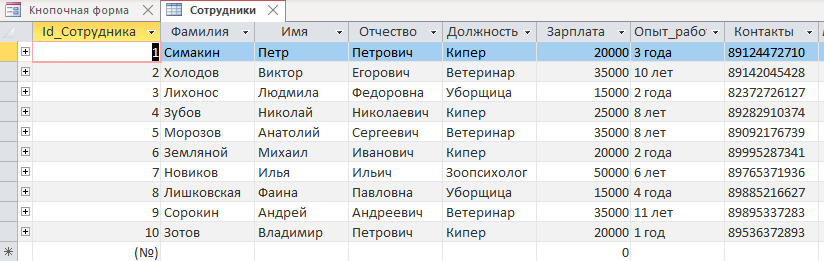 Кнопочная форма Сотрудники
Id_Сотрудника Фамилия Имя Отчество Должность Зарплата Опыт_рабо Контакты
1 Симакин Петр Петрович Кипер 20000 3 года 89124472710
2 Холодов Виктор Егорович Ветеринар 35000 10 лет 89142045428
3 Лихонос Людмила Федоровна Уборщица 15000 2 года 82372726127
4 Зубов Николай Николаевич Кипер 25000 8 лет 89282910374
5 Морозов Анатолий Сергеевич Ветеринар 35000 8 лет 89092176739
6 Земляной Михаил Иванович Кипер 20000 2 года 89995287341
7 Новиков Илья Ильич Зоопсихолог 50000 6 лет 89765371936
8 Лишковская Фаина Павловна Уборщица 15000 4 года 89885216627
9 Сорокин Андрей Андреевич Ветеринар 35000 11 лет 89895337283
10 Зотов Владимир Петрович Кипер 20000 1 год 89536372893
(№) 0